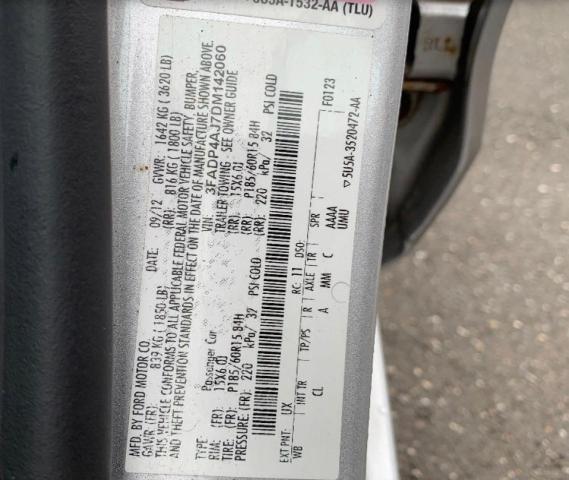 U5A-1532-AA (TLU)
MFD. BY FORD MOTOR CO. DATE: 09/12 GVWR: 1642 KG ( 3620 LB)
GAWR: (FR): 839 KG ( 1850 LB) (RR): 816 KG ( 1800 LB)
THIS VEHICLE CONFORMS TO ALL APPLICABLE FEDERAL MOTOR VEHICLE SAFETY, BUMPER,
AND THEFT PREVENTION STANDARDS IN EFFECT ON THE DATE OF MANUFACTURE SHOWN ABOVE.
VIN: 3FADP4AJ7DM142060
TYPE: Passenger Car TRAILER TOWING - SEE OWNER GUIDE
RIM: (FR): 15X6.0J (RR): 15X6.0J
TIRE: (FR): P185/60R15 84H (RR): P185/60R15 84H
PRESSURE: (FR): 220 kPa/ 32 PSI COLD (RR): 220 kPa/ 32 PSI COLD
EXT PNT: UX RC: 11 DSO: F0123
WB INT TR TP/PS R AXLE TR SPR
CL A MM C AAAA
UMU
▽5U5A-3520472-AA